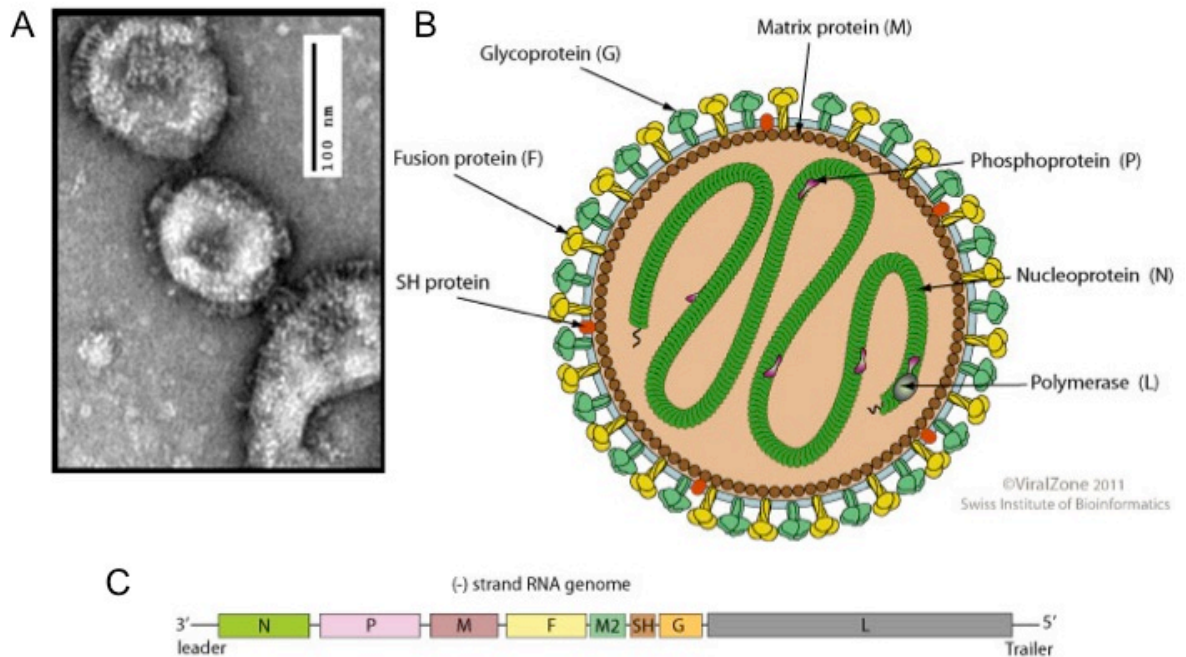 A
100 nm
B
Matrix protein (M)
Glycoprotein (G)
Fusion protein (F)
Phosphoprotein (P)
SH protein
Nucleoprotein (N)
Polymerase (L)
©ViralZone 2011
Swiss Institute of Bioinformatics
C
(-) strand RNA genome
3' N P M F M2 SH G L 5'
leader Trailer